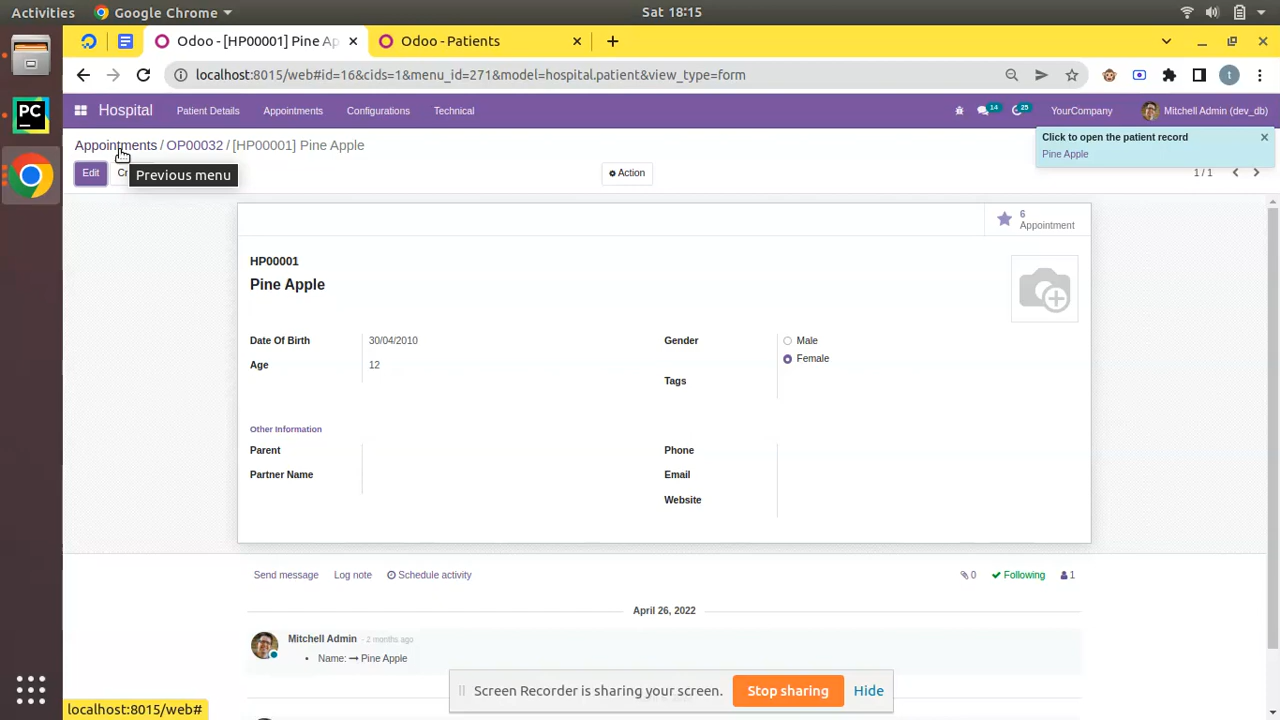 Activities Google Chrome Sat 18:15
Odoo - [HP00001] Pine Ap Odoo - Patients
localhost:8015/web#id=16&cids=1&menu_id=271&model=hospital.patient&view_type=form t
Hospital Patient Details Appointments Configurations Technical 14 25 YourCompany Mitchell Admin (dev_db)
Appointments / OP00032 / [HP00001] Pine Apple
Click to open the patient record
Pine Apple
Edit Cr Action 1 / 1
Previous menu
6
Appointment
HP00001
Pine Apple
Date Of Birth 30/04/2010 Gender Male
Female
Age 12
Tags
Other Information
Parent Phone
Partner Name Email
Website
Send message Log note Schedule activity 0 Following 1
April 26, 2022
Mitchell Admin - 2 months ago
Name: Pine Apple
Screen Recorder is sharing your screen. Stop sharing Hide
localhost:8015/web#
PC